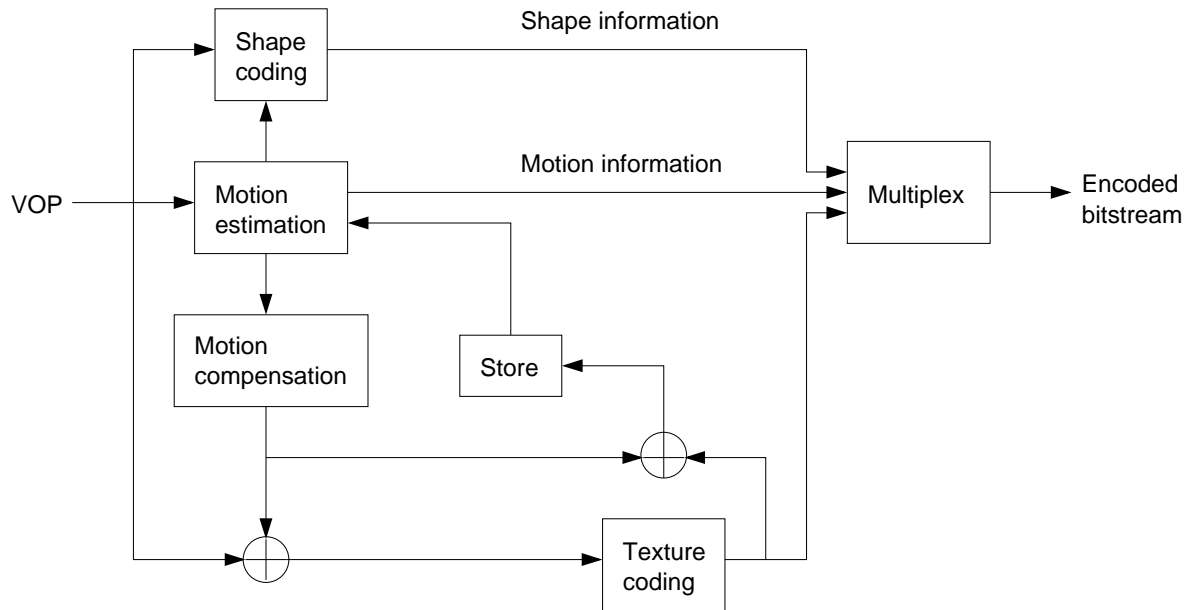 Shape information
Shape
coding
Motion information
VOP
Motion
estimation
Multiplex
Encoded
bitstream
Motion
compensation
Store
Texture
coding